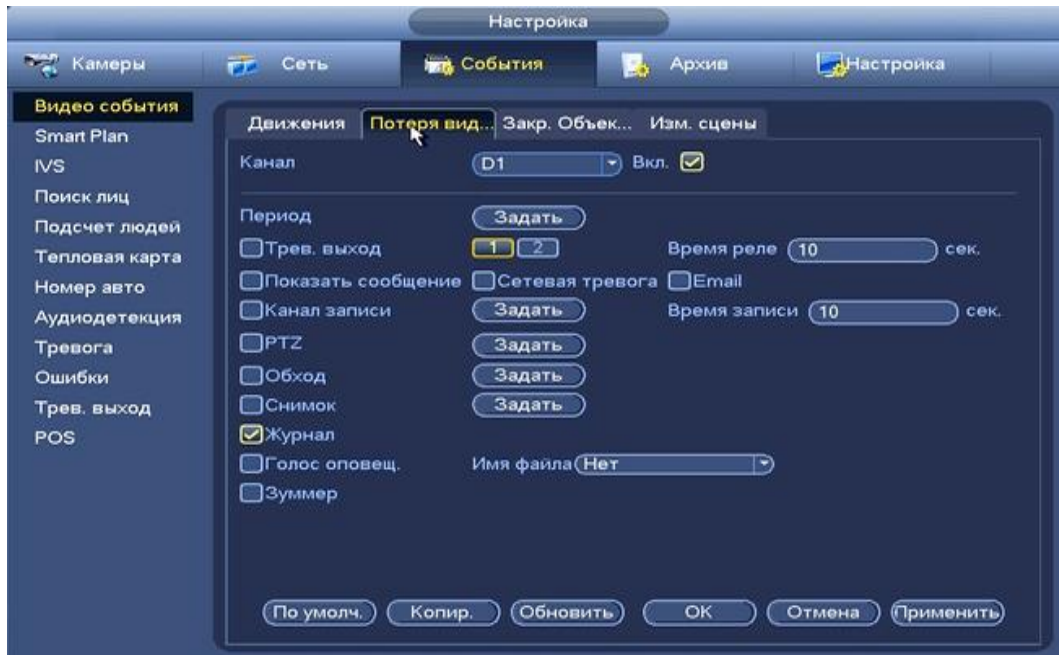 Настройка
Камеры Сеть События Архив Настройка
Видео события
Smart Plan
IVS
Поиск лиц
Подсчет людей
Тепловая карта
Номер авто
Аудиодетекция
Тревога
Ошибки
Трев. выход
POS
Движения Потеря вид... Закр. Объек... Изм. сцены
Канал D1 Вкл.
Период Задать
Трев. выход 1 2 Время реле 10 сек.
Показать сообщение Сетевая тревога Email
Канал записи Задать Время записи 10 сек.
PTZ Задать
Обход Задать
Снимок Задать
Журнал
Голос оповещ. Имя файла Нет
Зуммер
По умолч. Копир. Обновить OK Отмена Применить